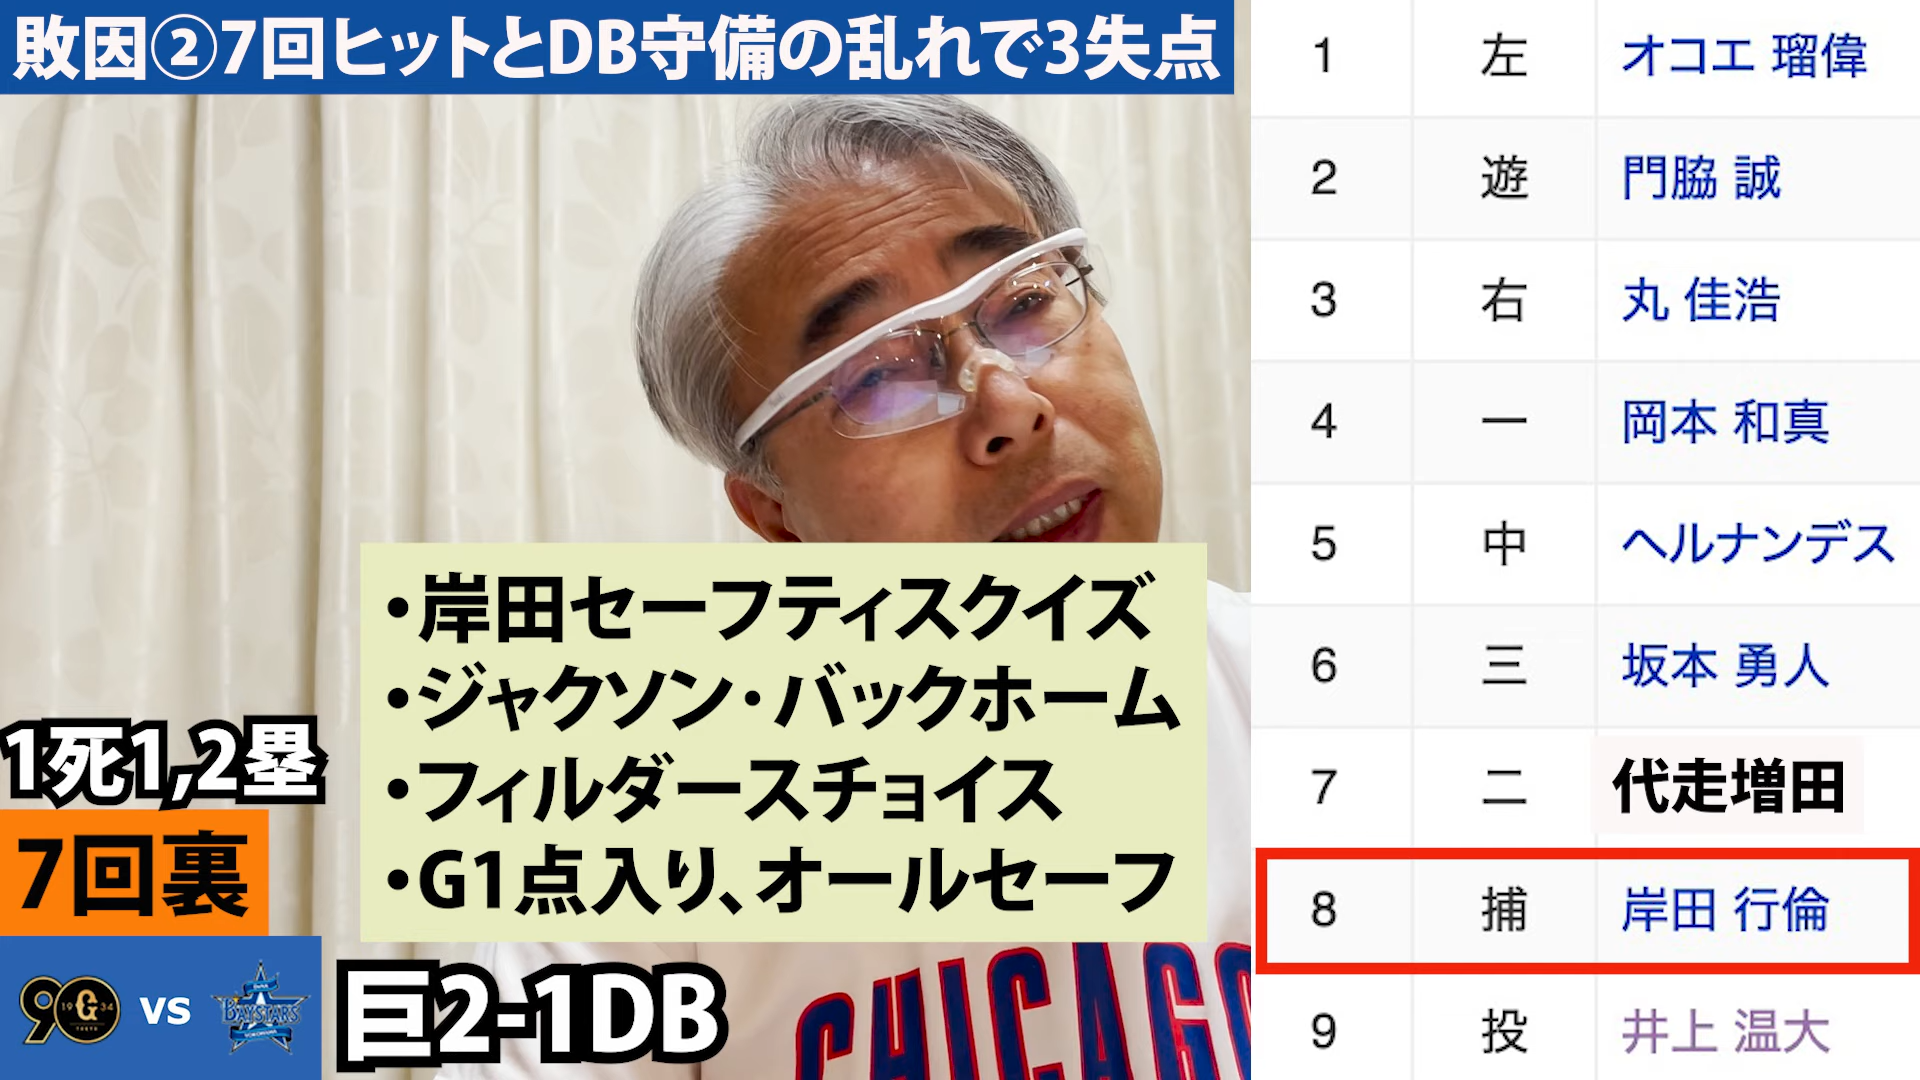 敗因②7回ヒットとDB守備の乱れで3失点
・岸田セーフティスクイズ
・ジャクソン・バックホーム
・フィルダースチョイス
・G1点入り、オールセーフ
1死1,2塁
7回裏
90 19 G 34 TOKYO vs BAYSTARS
巨2-1DB
CHICAGO
1 左 オコエ 瑠偉
2 遊 門脇 誠
3 右 丸 佳浩
4 一 岡本 和真
5 中 ヘルナンデス
6 三 坂本 勇人
7 二 代走増田
8 捕 岸田 行倫
9 投 井上 温大